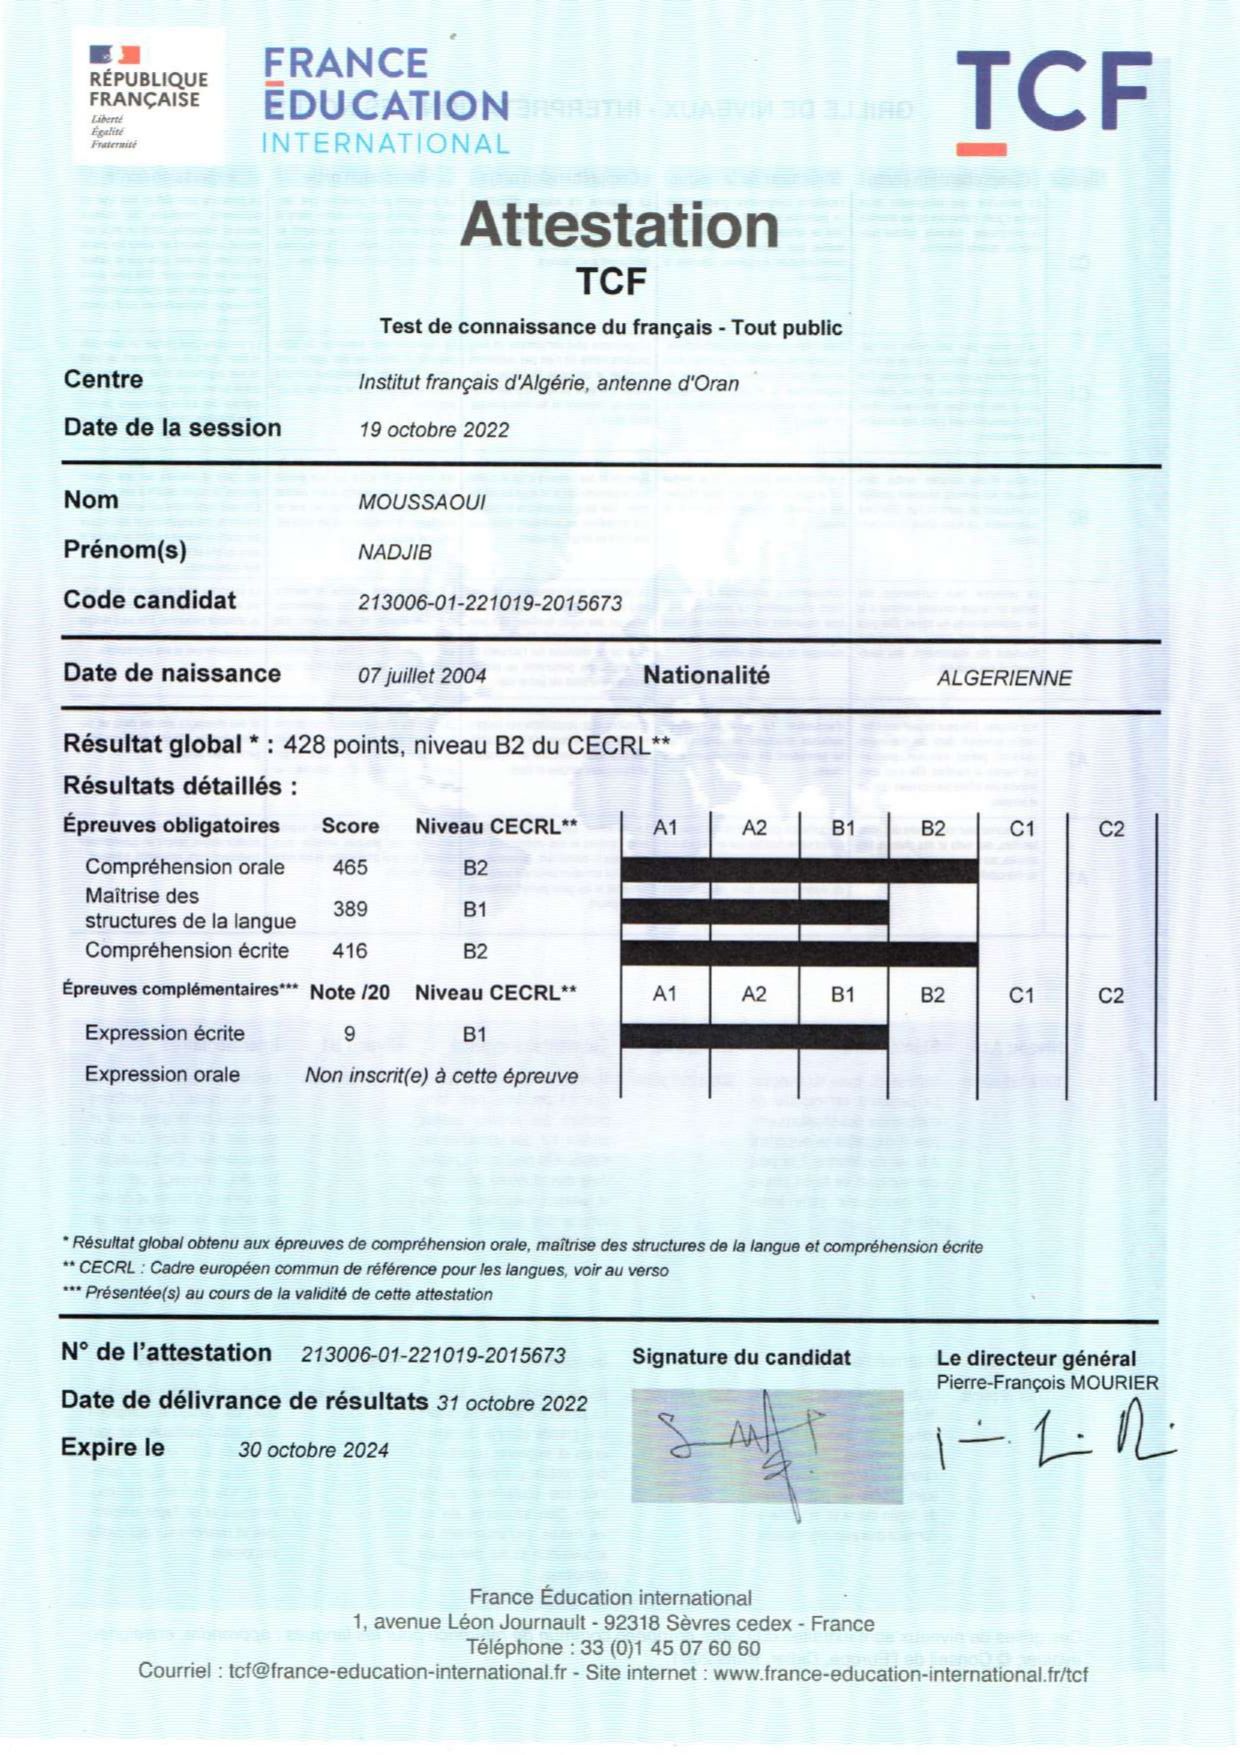 RÉPUBLIQUE
FRANÇAISE
Liberté
Égalité
Fraternité
FRANCE
ÉDUCATION
INTERNATIONAL
TCF
Attestation
TCF
Test de connaissance du français - Tout public
Centre Institut français d'Algérie, antenne d'Oran
Date de la session 19 octobre 2022
Nom MOUSSAOUI
Prénom(s) NADJIB
Code candidat 213006-01-221019-2015673
Date de naissance 07 juillet 2004 Nationalité ALGERIENNE
Résultat global * : 428 points, niveau B2 du CECRL**
Résultats détaillés :
Épreuves obligatoires Score Niveau CECRL** A1 A2 B1 B2 C1 C2
Compréhension orale 465 B2
Maîtrise des
structures de la langue 389 B1
Compréhension écrite 416 B2
Épreuves complémentaires*** Note /20 Niveau CECRL** A1 A2 B1 B2 C1 C2
Expression écrite 9 B1
Expression orale Non inscrit(e) à cette épreuve
* Résultat global obtenu aux épreuves de compréhension orale, maîtrise des structures de la langue et compréhension écrite
** CECRL : Cadre européen commun de référence pour les langues, voir au verso
*** Présentée(s) au cours de la validité de cette attestation
N° de l'attestation 213006-01-221019-2015673
Date de délivrance de résultats 31 octobre 2022
Expire le 30 octobre 2024
Signature du candidat
Le directeur général
Pierre-François MOURIER
France Éducation international
1, avenue Léon Journault - 92318 Sèvres cedex - France
Téléphone : 33 (0)1 45 07 60 60
Courriel : tcf@france-education-international.fr - Site internet : www.france-education-international.fr/tcf